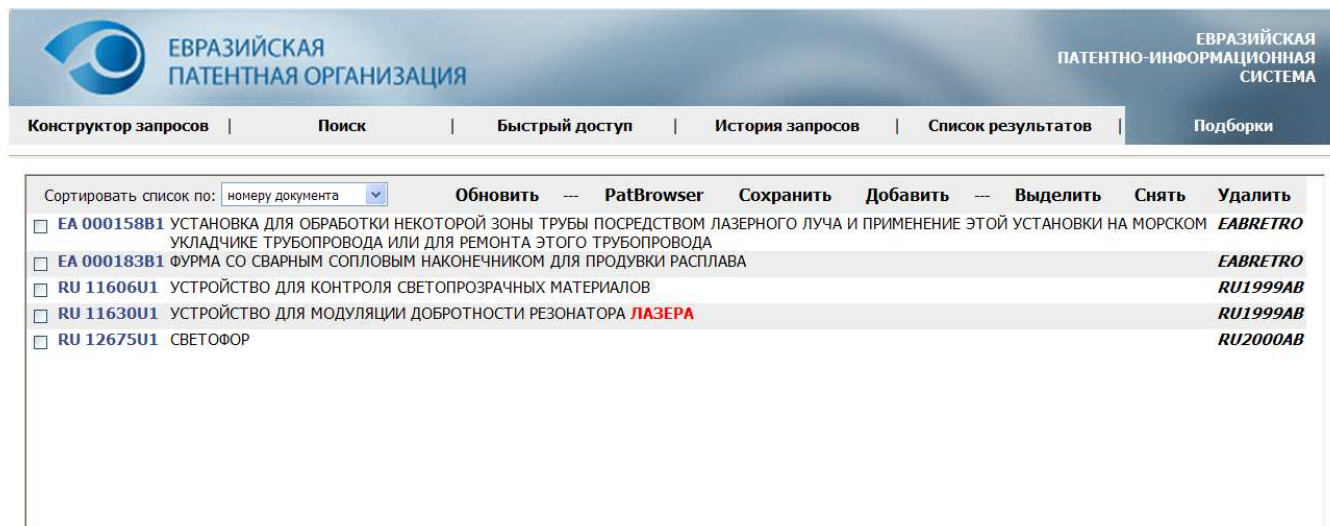 ЕВРАЗИЙСКАЯ
ПАТЕНТНАЯ ОРГАНИЗАЦИЯ
ЕВРАЗИЙСКАЯ
ПАТЕНТНО-ИНФОРМАЦИОННАЯ
СИСТЕМА
Конструктор запросов | Поиск | Быстрый доступ | История запросов | Список результатов | Подборки
Сортировать список по: номеру документа Обновить --- PatBrowser Сохранить Добавить --- Выделить Снять Удалить
EA 000158B1 УСТАНОВКА ДЛЯ ОБРАБОТКИ НЕКОТОРОЙ ЗОНЫ ТРУБЫ ПОСРЕДСТВОМ ЛАЗЕРНОГО ЛУЧА И ПРИМЕНЕНИЕ ЭТОЙ УСТАНОВКИ НА МОРСКОМ EABRETRO
УКЛАДЧИКЕ ТРУБОПРОВОДА ИЛИ ДЛЯ РЕМОНТА ЭТОГО ТРУБОПРОВОДА
EA 000183B1 ФУРМА СО СВАРНЫМ СОПЛОВЫМ НАКОНЕЧНИКОМ ДЛЯ ПРОДУВКИ РАСПЛАВА EABRETRO
RU 11606U1 УСТРОЙСТВО ДЛЯ КОНТРОЛЯ СВЕТОПРОЗРАЧНЫХ МАТЕРИАЛОВ RU1999AB
RU 11630U1 УСТРОЙСТВО ДЛЯ МОДУЛЯЦИИ ДОБРОТНОСТИ РЕЗОНАТОРА ЛАЗЕРА RU1999AB
RU 12675U1 СВЕТОФОР RU2000AB